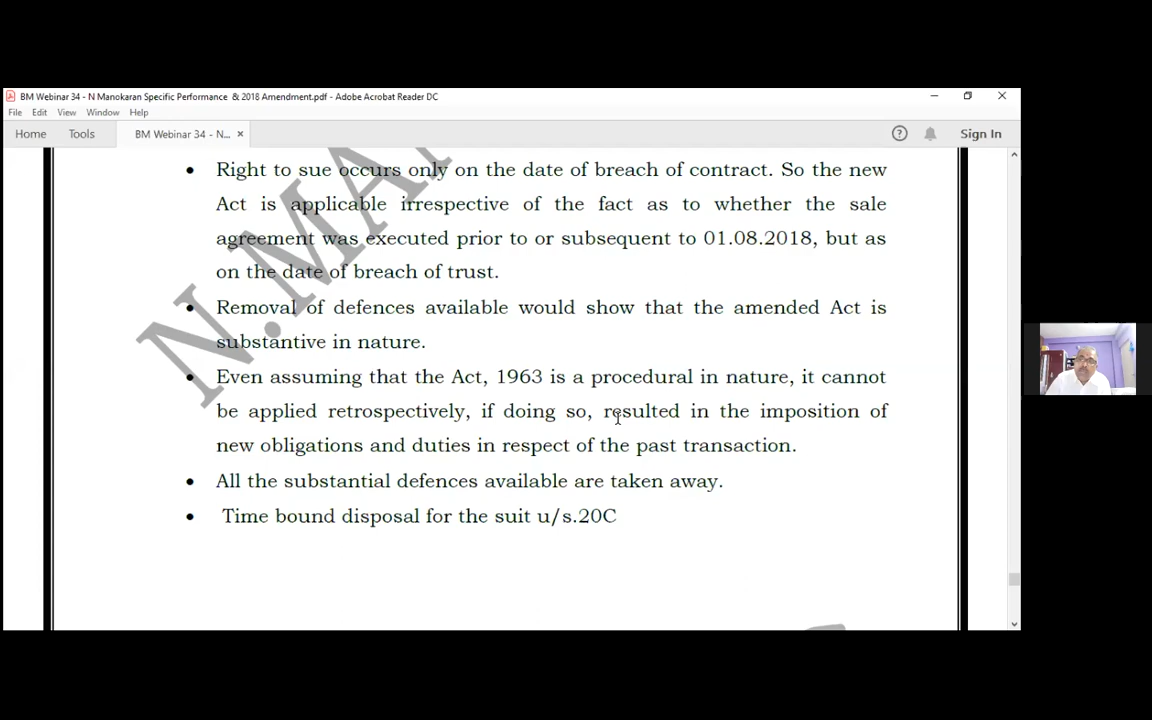 BM Webinar 34 - N Manokaran Specific Performance & 2018 Amendment.pdf - Adobe Acrobat Reader DC
File Edit View Window Help
Home Tools BM Webinar 34 - N... × Sign In
• Right to sue occurs only on the date of breach of contract. So the new
Act is applicable irrespective of the fact as to whether the sale
agreement was executed prior to or subsequent to 01.08.2018, but as
on the date of breach of trust.
• Removal of defences available would show that the amended Act is
substantive in nature.
• Even assuming that the Act, 1963 is a procedural in nature, it cannot
be applied retrospectively, if doing so, resulted in the imposition of
new obligations and duties in respect of the past transaction.
• All the substantial defences available are taken away.
• Time bound disposal for the suit u/s.20C
N.MA